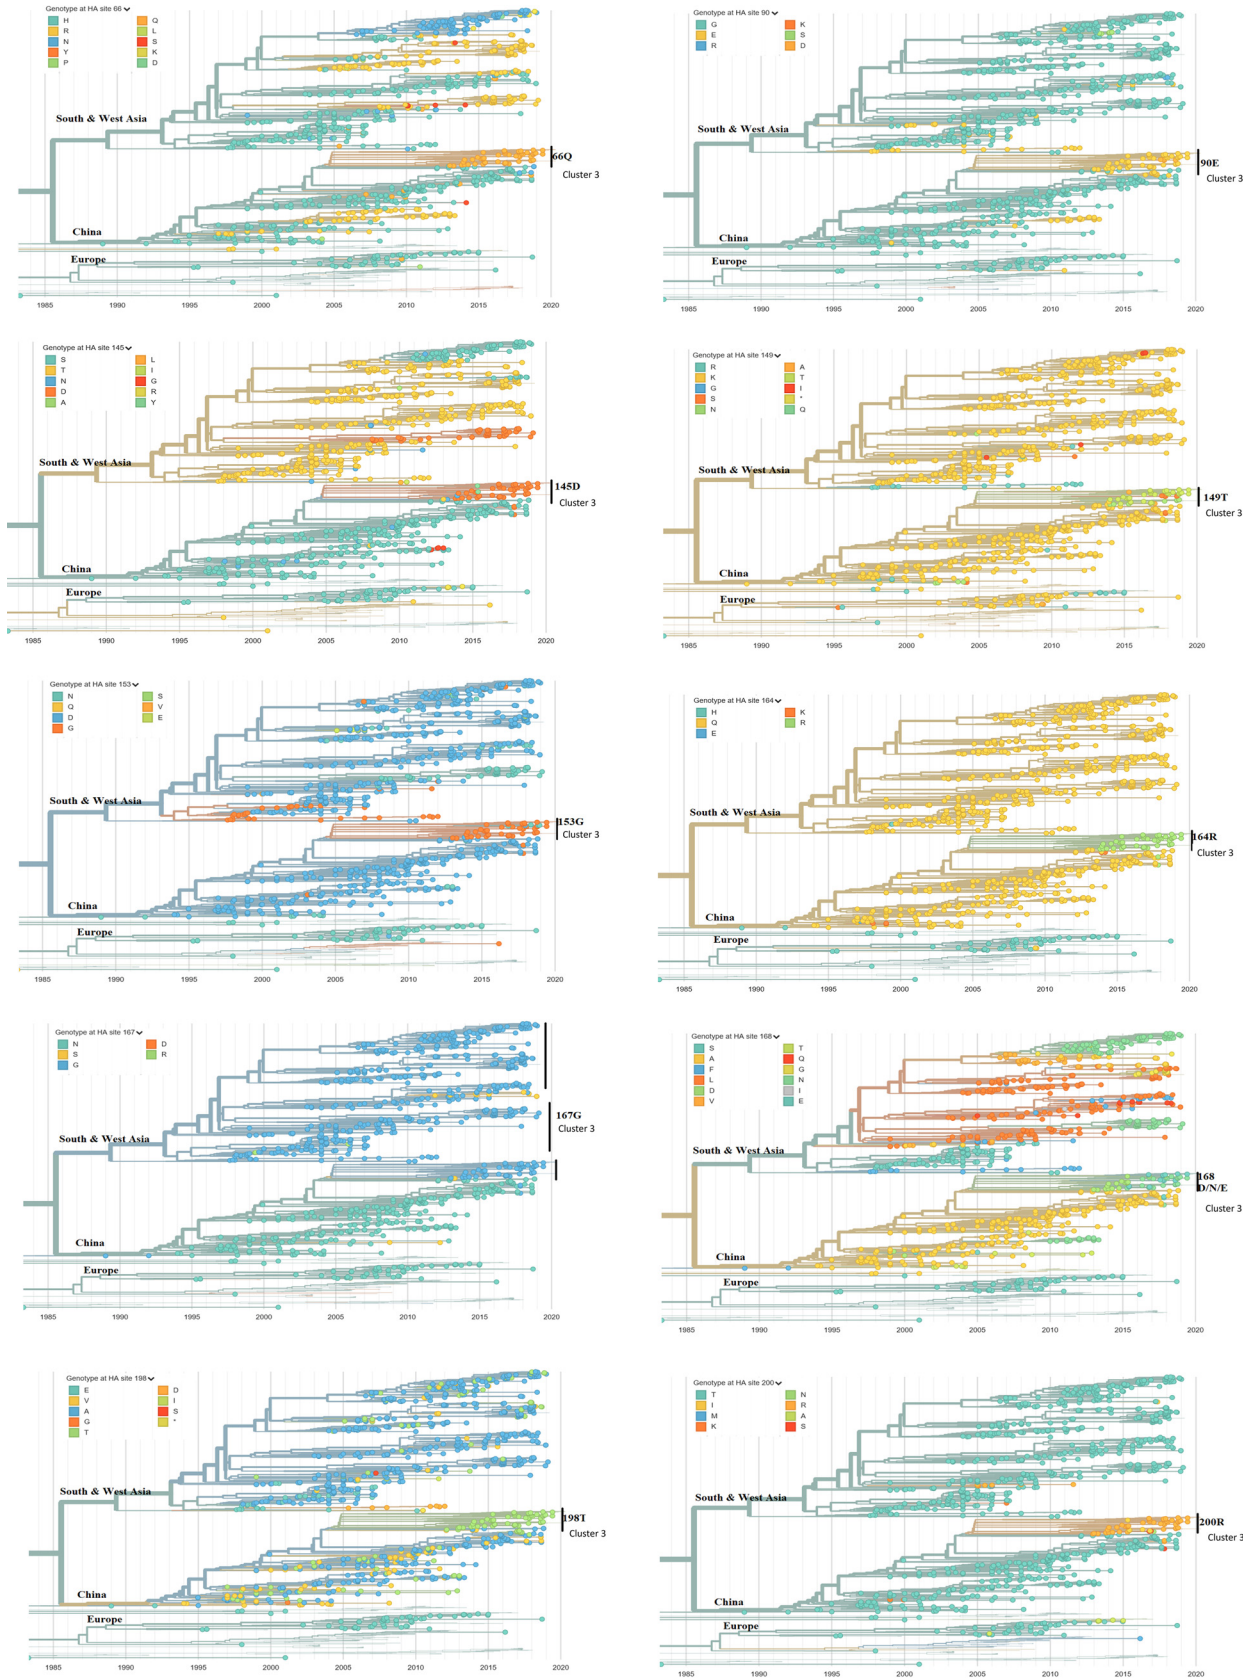 Genotype at HA site 66
H Q
R L
N S
Y K
P D
South & West Asia
66Q
Cluster 3
China
Europe
1985 1990 1995 2000 2005 2010 2015 2020
Genotype at HA site 90
G K
E S
R D
South & West Asia
90E
Cluster 3
China
Europe
1985 1990 1995 2000 2005 2010 2015 2020
Genotype at HA site 145
S L
T I
N G
D R
A Y
South & West Asia
145D
Cluster 3
China
Europe
1985 1990 1995 2000 2005 2010 2015 2020
Genotype at HA site 149
R A
K T
G I
S *
N Q
South & West Asia
149T
Cluster 3
China
Europe
1985 1990 1995 2000 2005 2010 2015 2020
Genotype at HA site 153
N S
Q V
D E
G
South & West Asia
153G
Cluster 3
China
Europe
1985 1990 1995 2000 2005 2010 2015 2020
Genotype at HA site 164
H K
Q R
E
South & West Asia
164R
Cluster 3
China
Europe
1985 1990 1995 2000 2005 2010 2015 2020
Genotype at HA site 167
N D
S R
G
167G
Cluster 3
South & West Asia
China
Europe
1985 1990 1995 2000 2005 2010 2015 2020
Genotype at HA site 168
S T
A Q
F G
L N
D I
V E
South & West Asia
168
D/N/E
Cluster 3
China
Europe
1985 1990 1995 2000 2005 2010 2015 2020
Genotype at HA site 198
E D
V I
A S
G *
T
South & West Asia
198T
Cluster 3
China
Europe
1985 1990 1995 2000 2005 2010 2015 2020
Genotype at HA site 200
T N
I R
M A
K S
South & West Asia
200R
Cluster 3
China
Europe
1985 1990 1995 2000 2005 2010 2015 2020